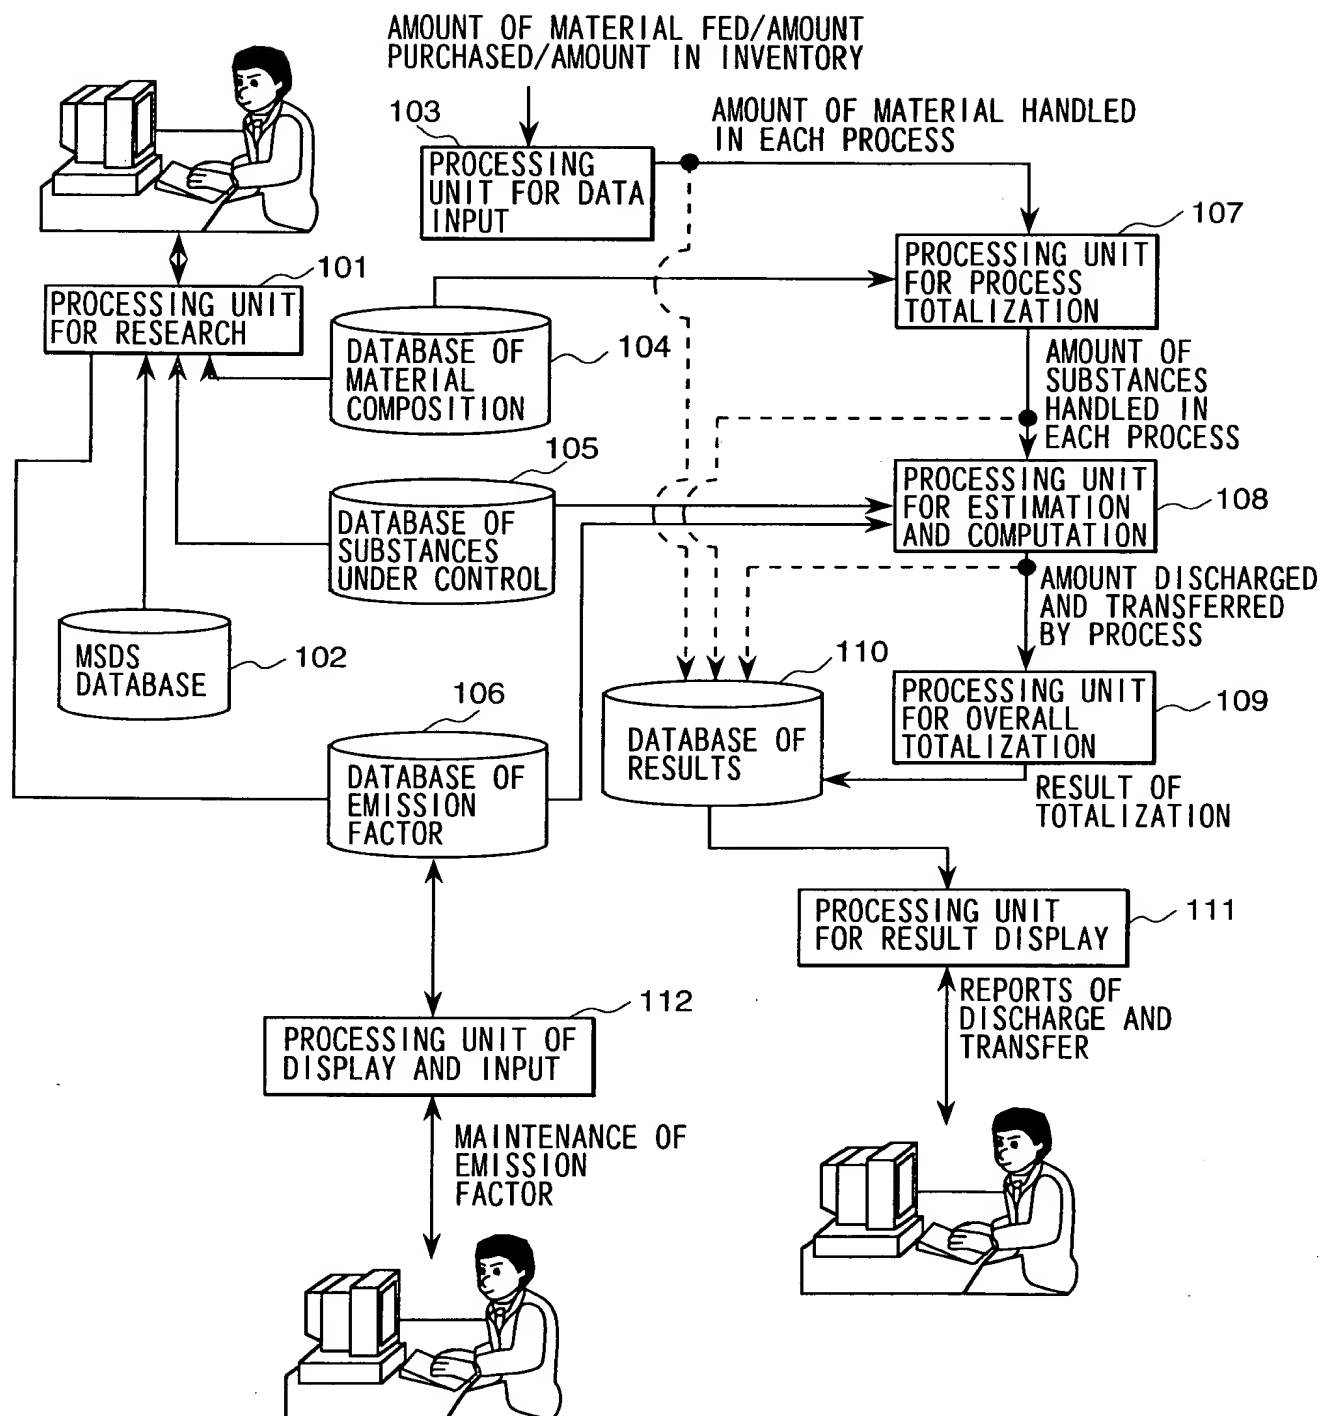 AMOUNT OF MATERIAL FED/AMOUNT
PURCHASED/AMOUNT IN INVENTORY
103
AMOUNT OF MATERIAL HANDLED
IN EACH PROCESS
PROCESSING
UNIT FOR DATA
INPUT
107
PROCESSING UNIT
FOR PROCESS
TOTALIZATION
101
PROCESSING UNIT
FOR RESEARCH
DATABASE OF
MATERIAL
COMPOSITION
104
AMOUNT OF
SUBSTANCES
HANDLED IN
EACH PROCESS
105
DATABASE OF
SUBSTANCES
UNDER CONTROL
PROCESSING UNIT
FOR ESTIMATION
AND COMPUTATION
108
AMOUNT DISCHARGED
AND TRANSFERRED
BY PROCESS
MSDS
DATABASE
102
110
DATABASE OF
RESULTS
PROCESSING UNIT
FOR OVERALL
TOTALIZATION
109
RESULT OF
TOTALIZATION
106
DATABASE OF
EMISSION
FACTOR
PROCESSING UNIT
FOR RESULT DISPLAY
111
REPORTS OF
DISCHARGE AND
TRANSFER
112
PROCESSING UNIT OF
DISPLAY AND INPUT
MAINTENANCE OF
EMISSION
FACTOR